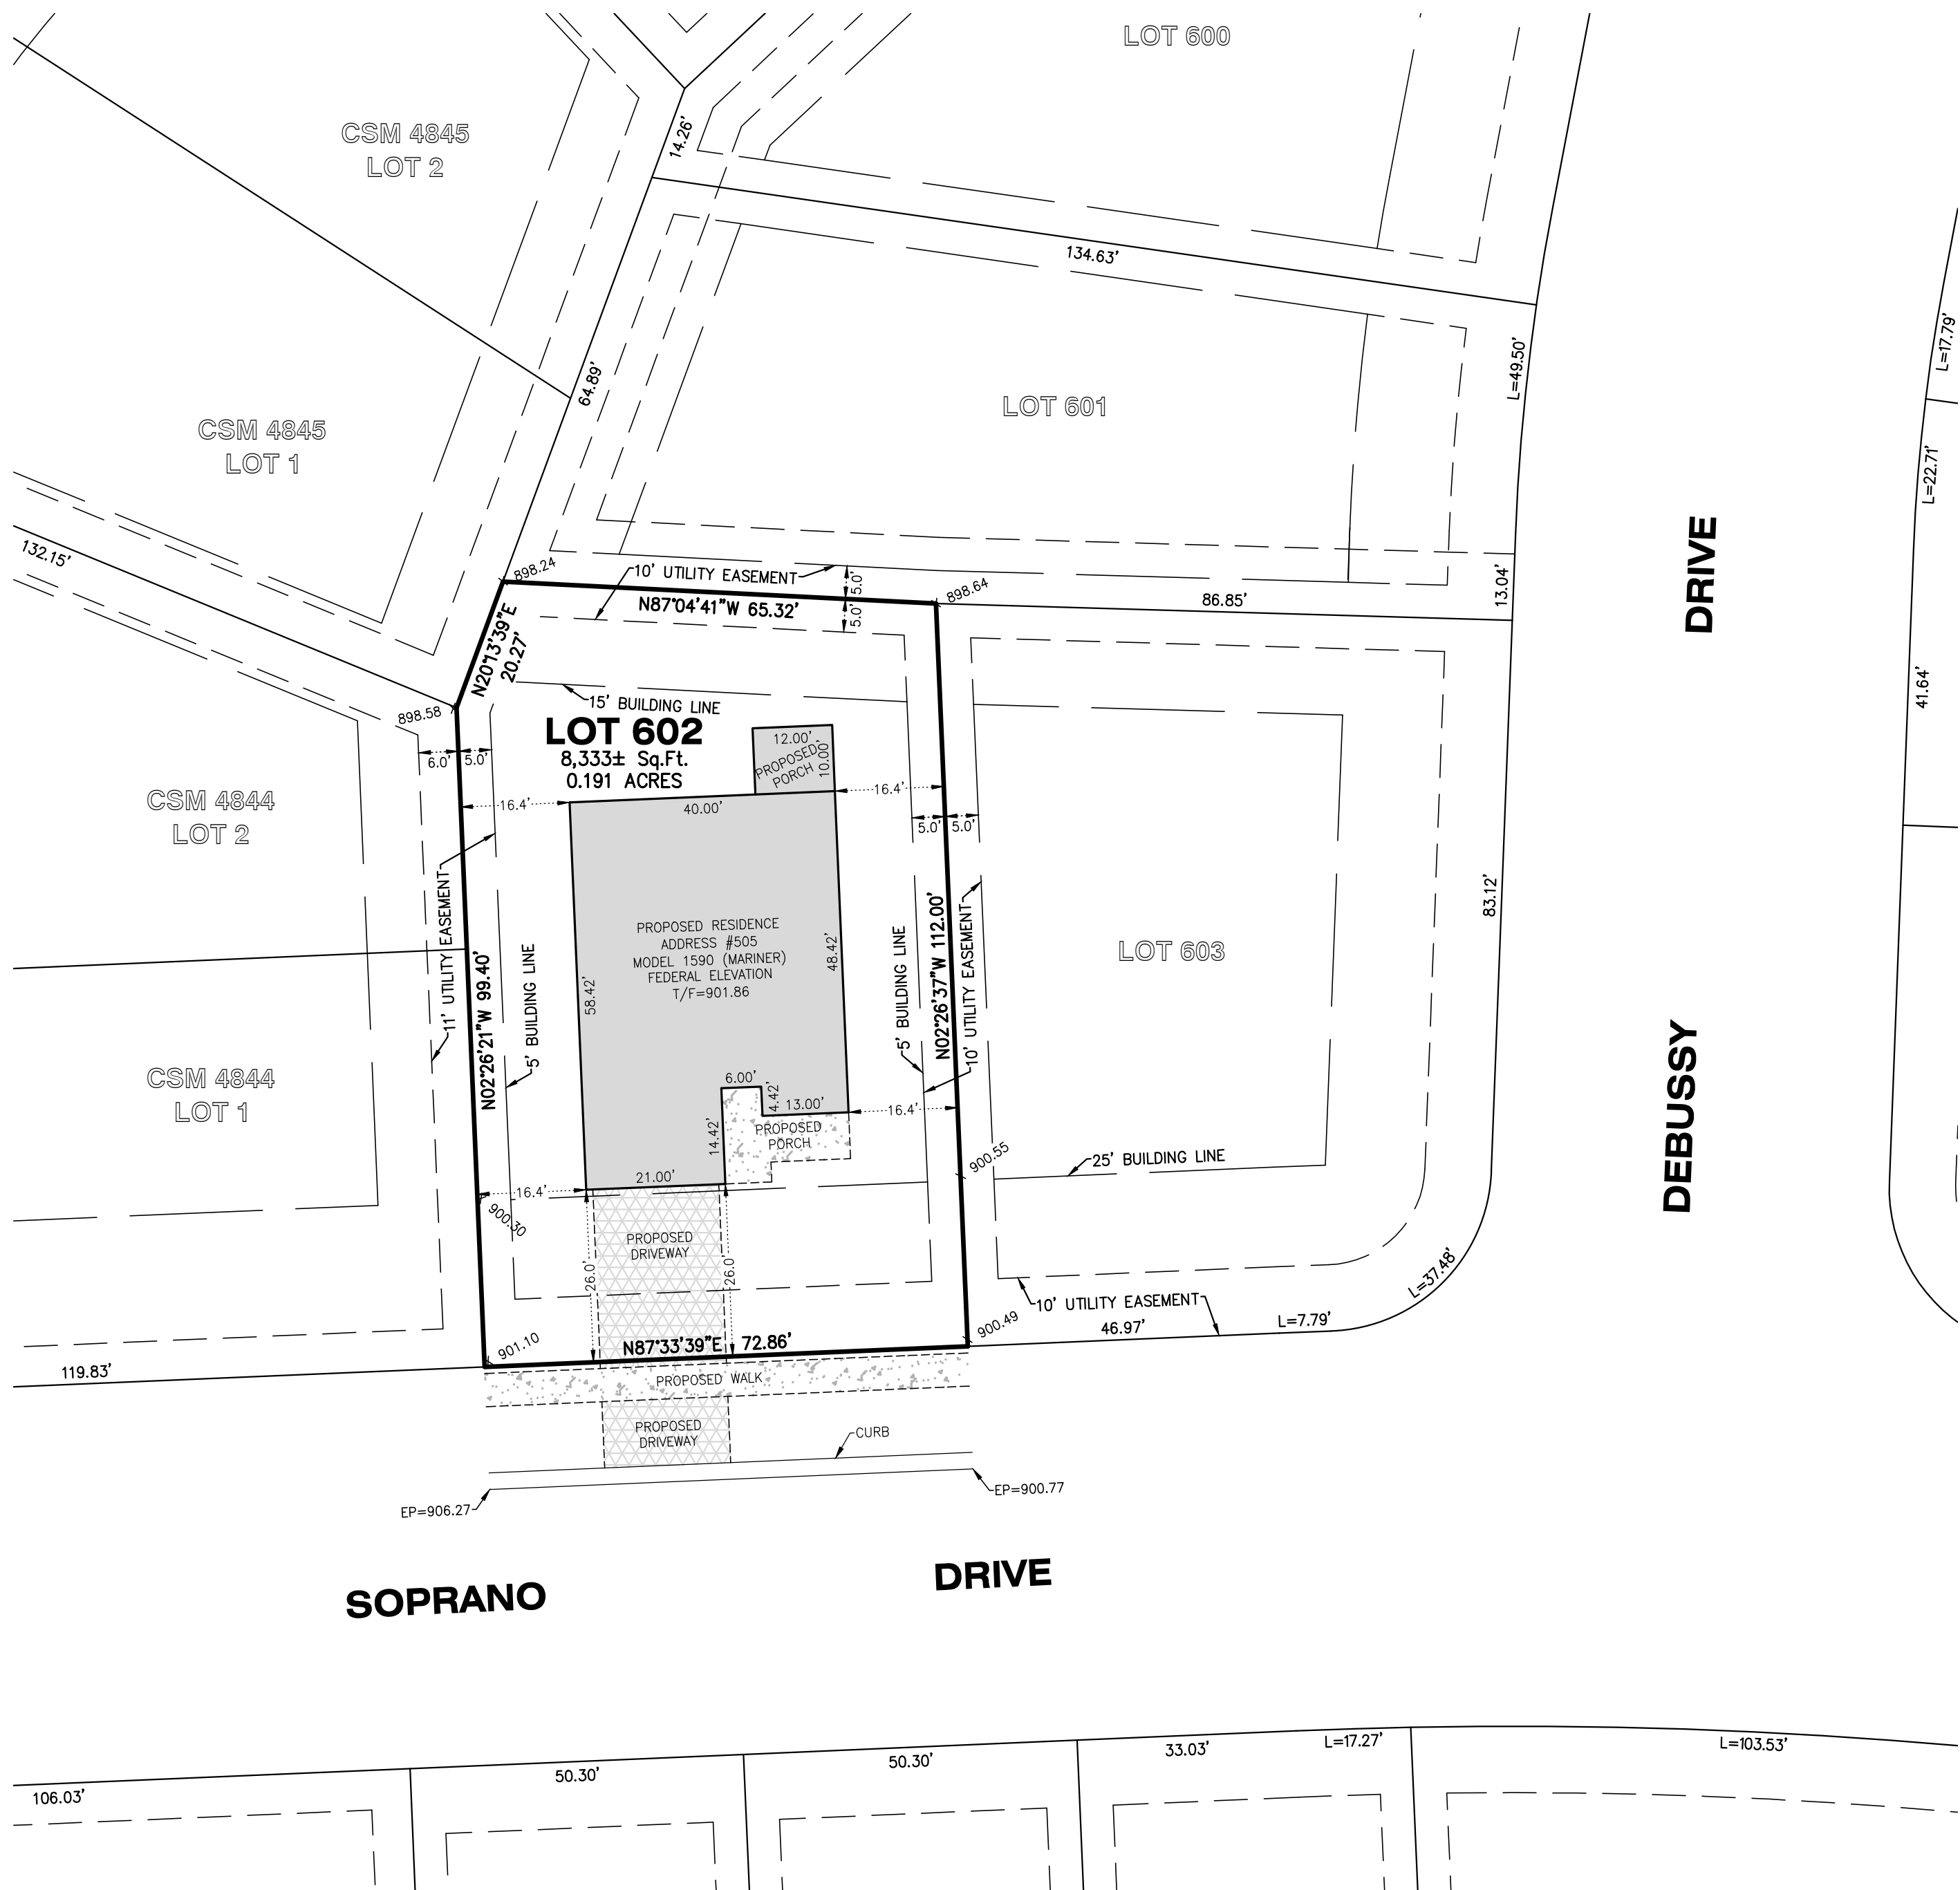 LOT 600
CSM 4845
LOT 2
14.26'
134.63'
L=17.79'
L=49.50'
64.89'
LOT 601
CSM 4845
LOT 1
L=22.71'
DRIVE
132.15'
898.24
10' UTILITY EASEMENT
5.0'
5.0'
898.64
86.85'
13.04'
N87°04'41"W 65.32'
N20°13'39"E
20.27'
15' BUILDING LINE
898.58
41.64'
LOT 602
8,333± Sq.Ft.
0.191 ACRES
12.00'
10.00'
PROPOSED
PORCH
6.0'
5.0'
16.4'
40.00'
16.4'
5.0'
5.0'
CSM 4844
LOT 2
83.12'
11' UTILITY EASEMENT
5' BUILDING LINE
N02°26'21"W 99.40'
58.42'
PROPOSED RESIDENCE
ADDRESS #505
MODEL 1590 (MARINER)
FEDERAL ELEVATION
T/F=901.86
48.42'
5' BUILDING LINE
N02°26'37"W 112.00'
10' UTILITY EASEMENT
LOT 603
CSM 4844
LOT 1
DEBUSSY
6.00'
4.42'
13.00'
16.4'
14.42'
PROPOSED
PORCH
900.55
25' BUILDING LINE
21.00'
16.4'
900.30
PROPOSED
DRIVEWAY
26.0'
26.0'
L=37.48'
10' UTILITY EASEMENT
900.49
46.97'
L=7.79'
901.10
N87°33'39"E 72.86'
119.83'
PROPOSED WALK
PROPOSED
DRIVEWAY
CURB
EP=906.27
EP=900.77
SOPRANO DRIVE
106.03'
50.30'
50.30'
33.03'
L=17.27'
L=103.53'